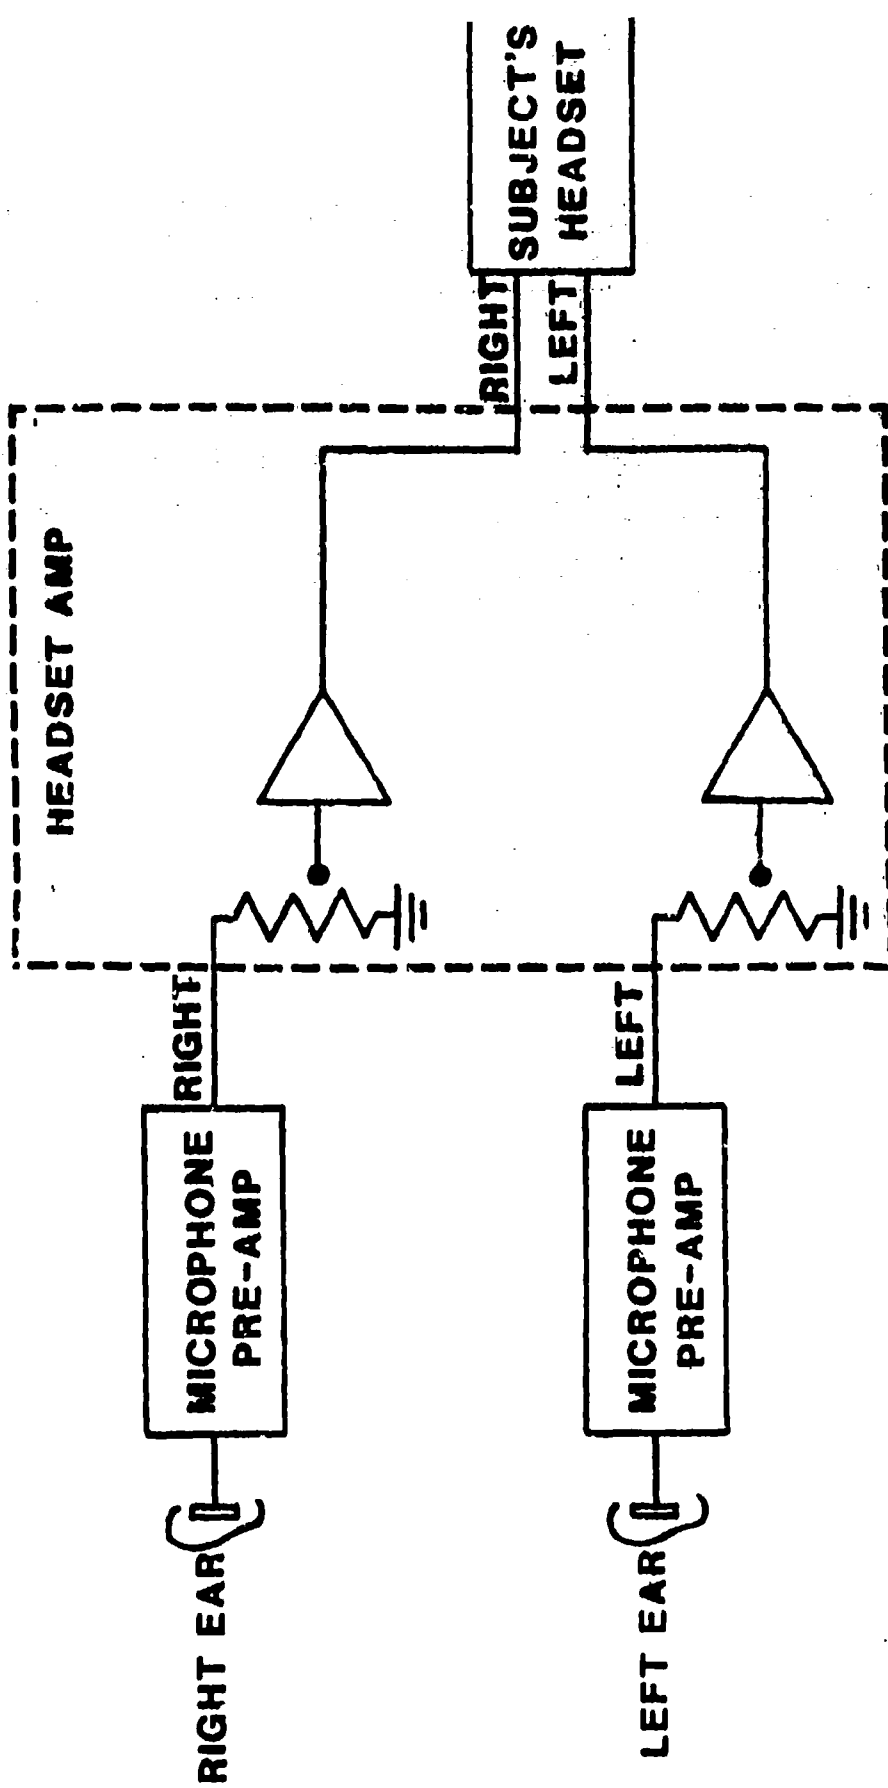 RIGHT EAR
MICROPHONE
PRE-AMP
RIGHT
HEADSET AMP
RIGHT
SUBJECT'S
HEADSET
LEFT
LEFT EAR
MICROPHONE
PRE-AMP
LEFT